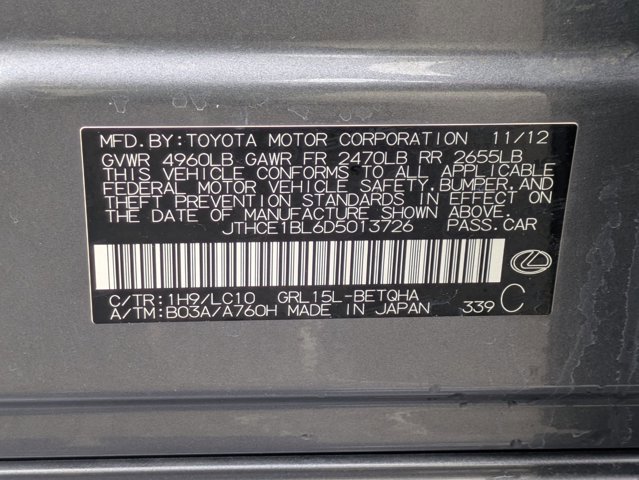 MFD. BY: TOYOTA MOTOR CORPORATION 11/12
GVWR 4960LB GAWR FR 2470LB RR 2655LB
THIS VEHICLE CONFORMS TO ALL APPLICABLE
FEDERAL MOTOR VEHICLE SAFETY, BUMPER, AND
THEFT PREVENTION STANDARDS IN EFFECT ON
THE DATE OF MANUFACTURE SHOWN ABOVE.
JTHCE1BL6D5013726 PASS. CAR
C/TR: 1H9/LC10 GRL15L-BETQHA
A/TM: B03A/A760H MADE IN JAPAN 339 C